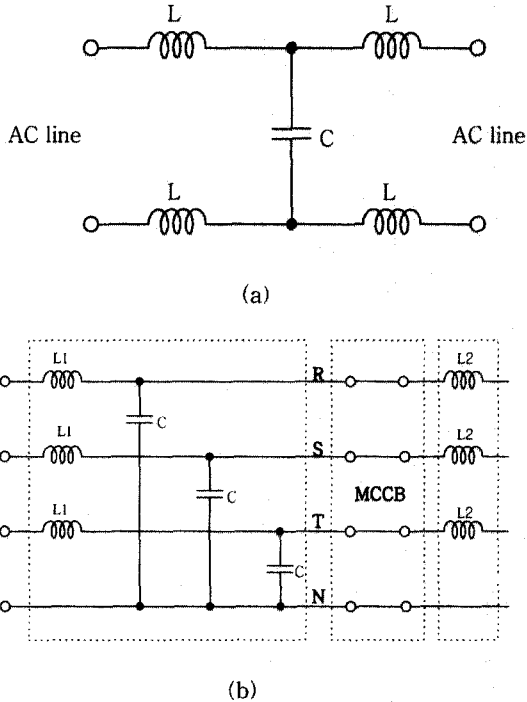 L L
AC line C AC line
L L
(a)
L1 R L2
C
L1 S L2
C MCCB
L1 T L2
C
N
(b)